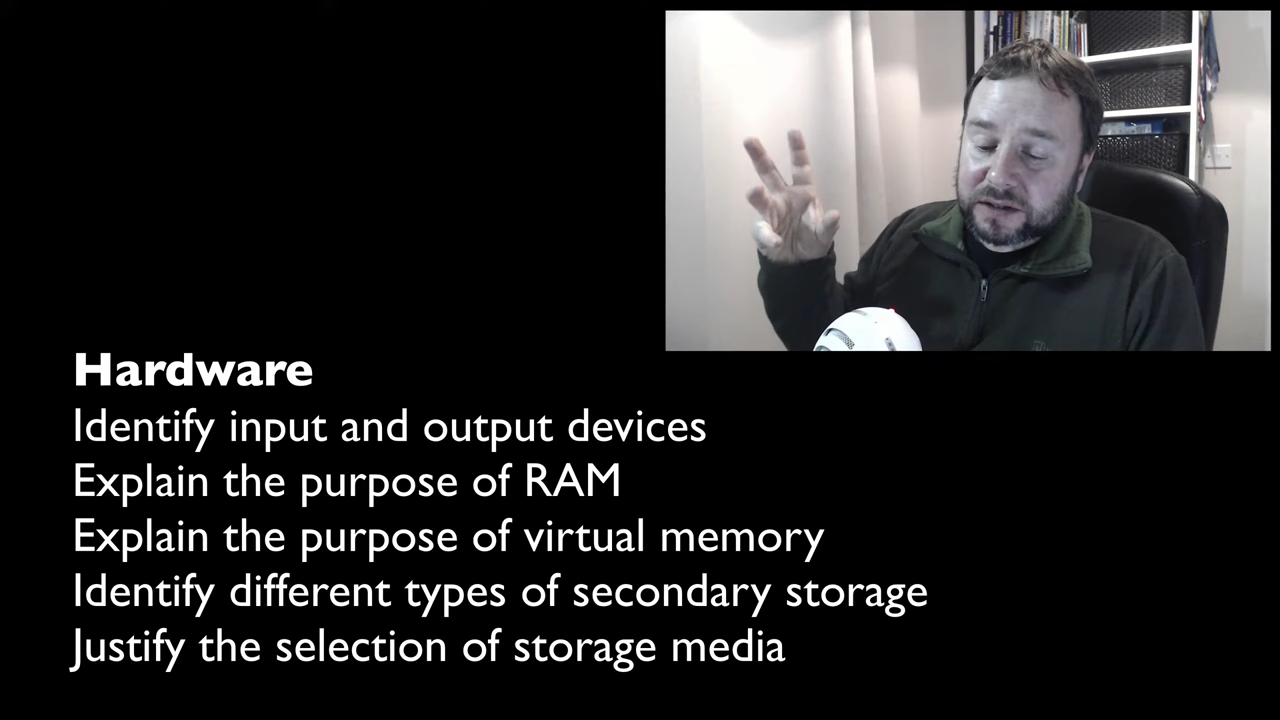 Hardware
Identify input and output devices
Explain the purpose of RAM
Explain the purpose of virtual memory
Identify different types of secondary storage
Justify the selection of storage media